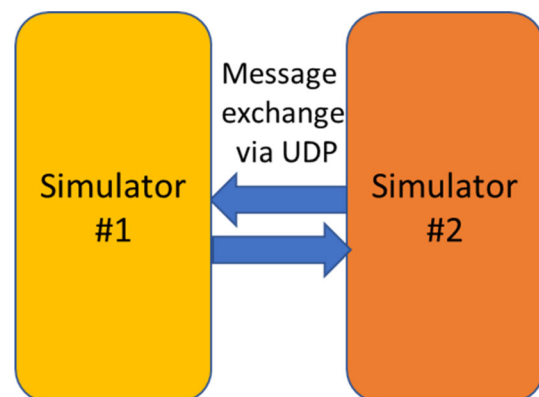 Message
exchange
via UDP
Simulator
#1
Simulator
#2